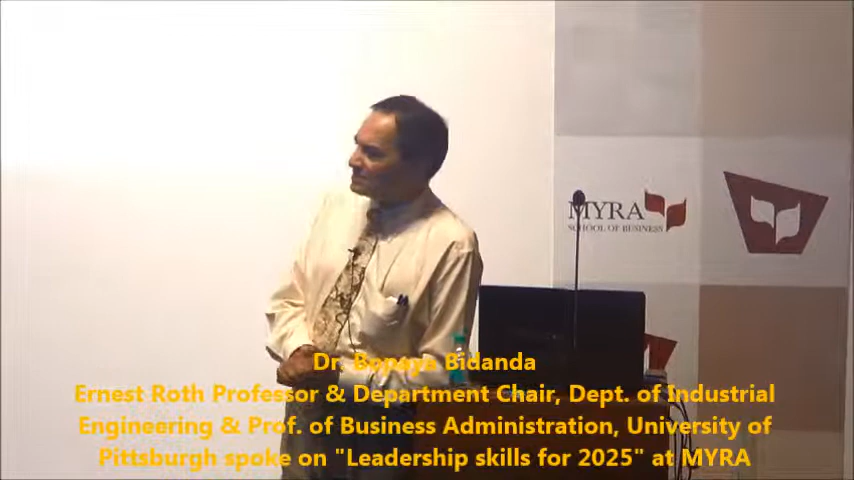 MYRA
SCHOOL OF BUSINESS
Dr. Bopaya Bidanda
Ernest Roth Professor & Department Chair, Dept. of Industrial
Engineering & Prof. of Business Administration, University of
Pittsburgh spoke on "Leadership skills for 2025" at MYRA